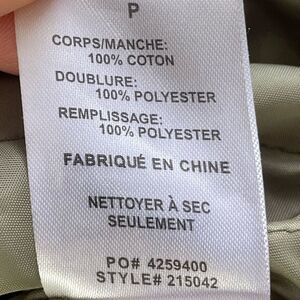 P
CORPS/MANCHE:
100% COTON
DOUBLURE:
100% POLYESTER
REMPLISSAGE:
100% POLYESTER
FABRIQUÉ EN CHINE
NETTOYER À SEC
SEULEMENT
PO# 4259400
STYLE# 215042